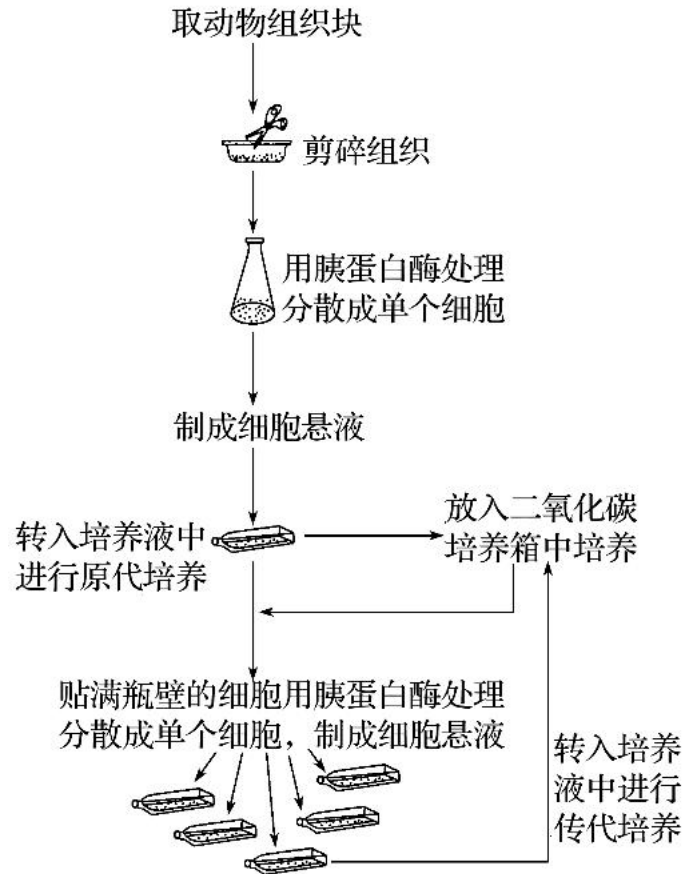 取动物组织块
剪碎组织
用胰蛋白酶处理
分散成单个细胞
制成细胞悬液
转入培养液中
进行原代培养
放入二氧化碳
培养箱中培养
贴满瓶壁的细胞用胰蛋白酶处理
分散成单个细胞，制成细胞悬液
转入培养
液中进行
传代培养